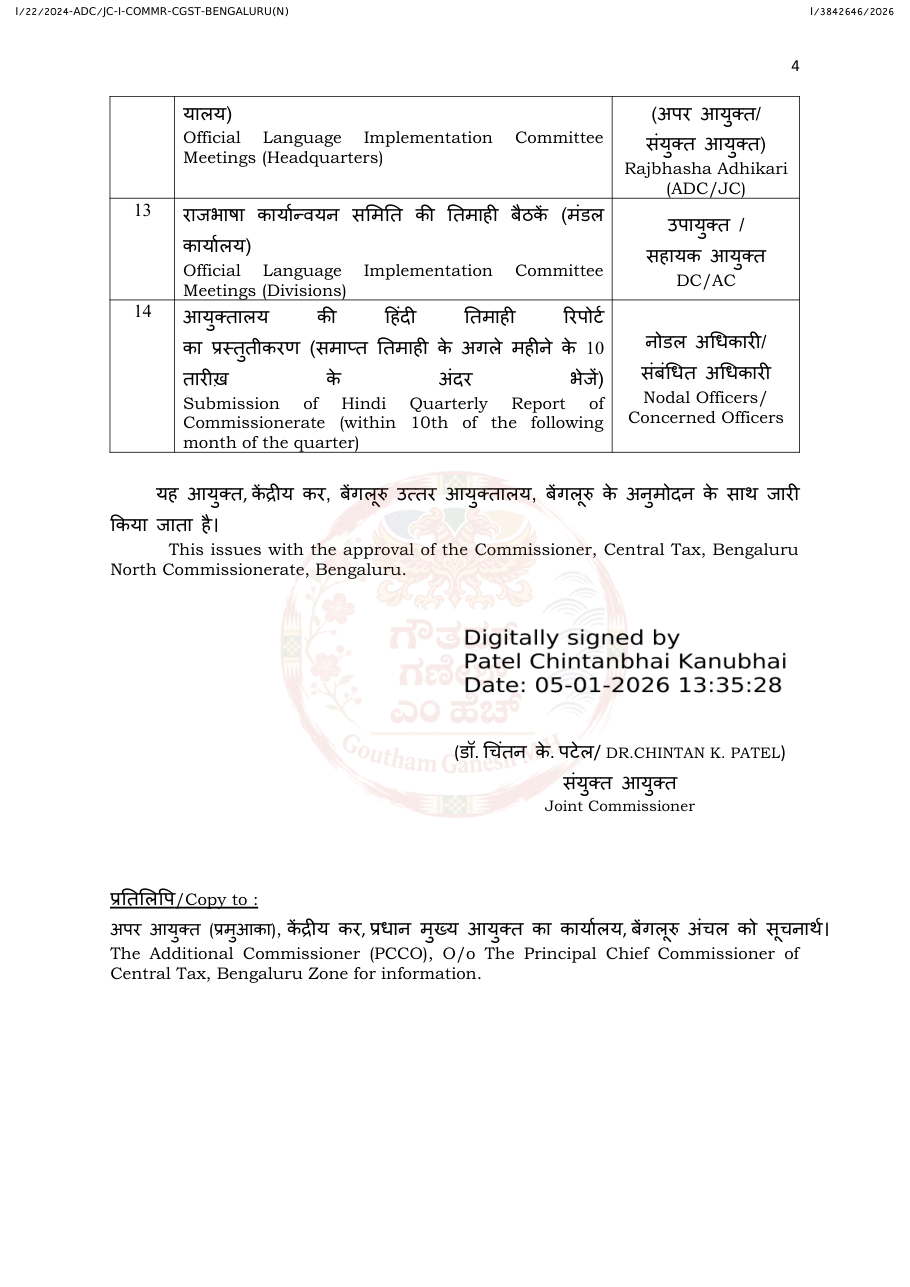 I/22/2024-ADC/JC-I-COMMR-CGST-BENGALURU(N)
I/3842646/2026
4
यालय)
Official Language Implementation Committee
Meetings (Headquarters)
(अपर आयुक्त/
संयुक्त आयुक्त)
Rajbhasha Adhikari
(ADC/JC)
13
राजभाषा कार्यान्वयन समिति की तिमाही बैठकें (मंडल
कार्यालय)
Official Language Implementation Committee
Meetings (Divisions)
उपायुक्त /
सहायक आयुक्त
DC/AC
14
आयुक्तालय की हिंदी तिमाही रिपोर्ट
का प्रस्तुतीकरण (समाप्त तिमाही के अगले महीने के 10
तारीख़ के अंदर भेजें)
Submission of Hindi Quarterly Report of
Commissionerate (within 10th of the following
month of the quarter)
नोडल अधिकारी/
संबंधित अधिकारी
Nodal Officers/
Concerned Officers
यह आयुक्त, केंद्रीय कर, बेंगलूरु उत्तर आयुक्तालय, बेंगलूरु के अनुमोदन के साथ जारी
किया जाता है।
This issues with the approval of the Commissioner, Central Tax, Bengaluru
North Commissionerate, Bengaluru.
ಗೌತಮ್
ಗಣೇಶ್
ಎಂ ಹೆಚ್
Goutham Ganesh M H
Digitally signed by
Patel Chintanbhai Kanubhai
Date: 05-01-2026 13:35:28
(डॉ. चिंतन के. पटेल/ DR.CHINTAN K. PATEL)
संयुक्त आयुक्त
Joint Commissioner
प्रतिलिपि/Copy to :
अपर आयुक्त (प्रमुआका), केंद्रीय कर, प्रधान मुख्य आयुक्त का कार्यालय, बेंगलूरु अंचल को सूचनार्थ।
The Additional Commissioner (PCCO), O/o The Principal Chief Commissioner of
Central Tax, Bengaluru Zone for information.